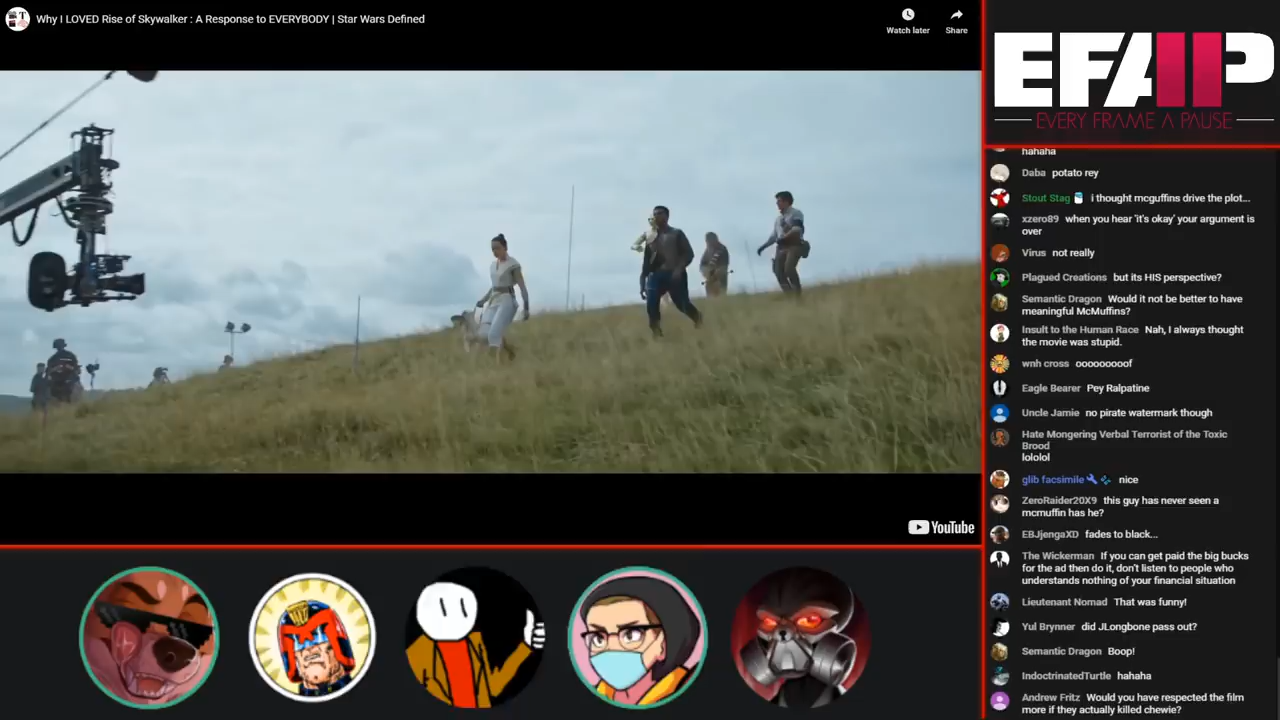 Why I LOVED Rise of Skywalker : A Response to EVERYBODY | Star Wars Defined
Watch later
Share
YouTube
EFAP
EVERY FRAME A PAUSE
hahaha
Daba potato rey
Stout Stag i thought mcguffins drive the plot...
xzero89 when you hear 'it's okay' your argument is
over
Virus not really
Plagued Creations but its HIS perspective?
Semantic Dragon Would it not be better to have
meaningful McMuffins?
Insult to the Human Race Nah, I always thought
the movie was stupid.
wnh cross ooooooooof
Eagle Bearer Pey Ralpatine
Uncle Jamie no pirate watermark though
Hate Mongering Verbal Terrorist of the Toxic
Brood
lololol
glib facsimile nice
ZeroRaider20X9 this guy has never seen a
mcmuffin has he?
EBJjengaXD fades to black...
The Wickerman If you can get paid the big bucks
for the ad then do it, don't listen to people who
understands nothing of your financial situation
Lieutenant Nomad That was funny!
Yul Brynner did JLongbone pass out?
Semantic Dragon Boop!
IndoctrinatedTurtle hahaha
Andrew Fritz Would you have respected the film
more if they actually killed chewie?